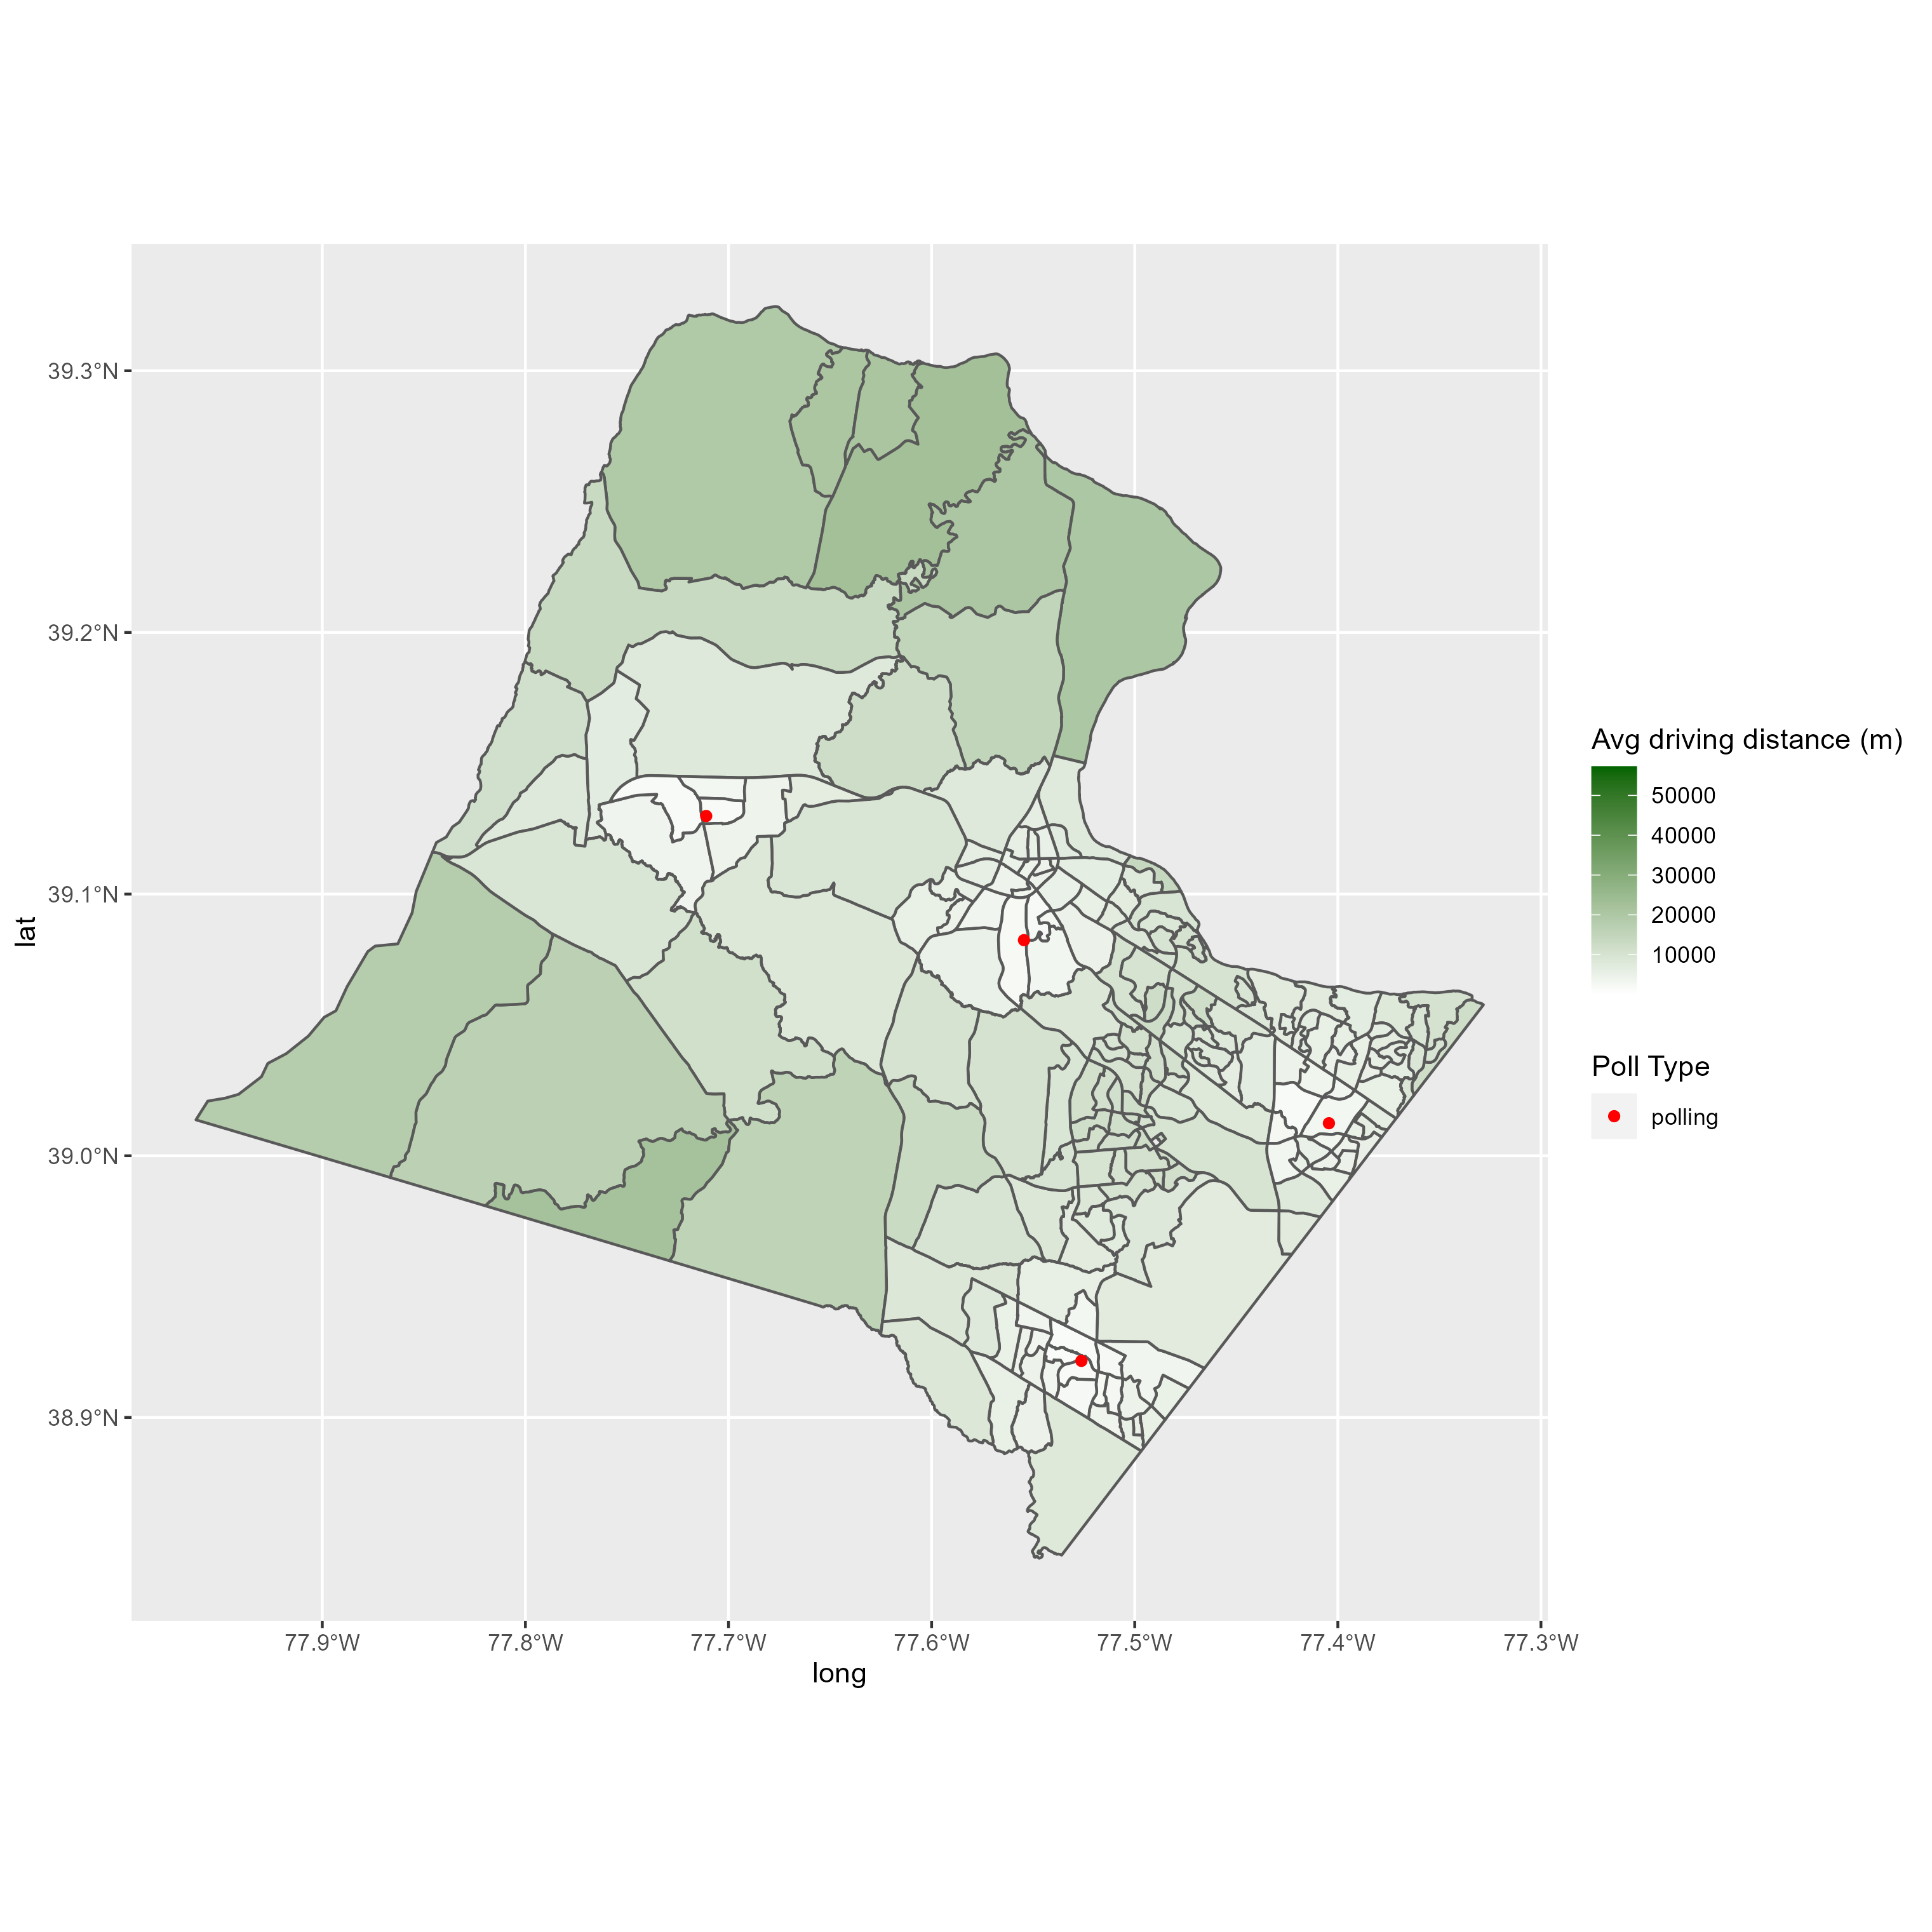 39.3°N
39.2°N
39.1°N
39.0°N
38.9°N
lat
77.9°W
77.8°W
77.7°W
77.6°W
77.5°W
77.4°W
77.3°W
long
Avg driving distance (m)
50000
40000
30000
20000
10000
Poll Type
polling